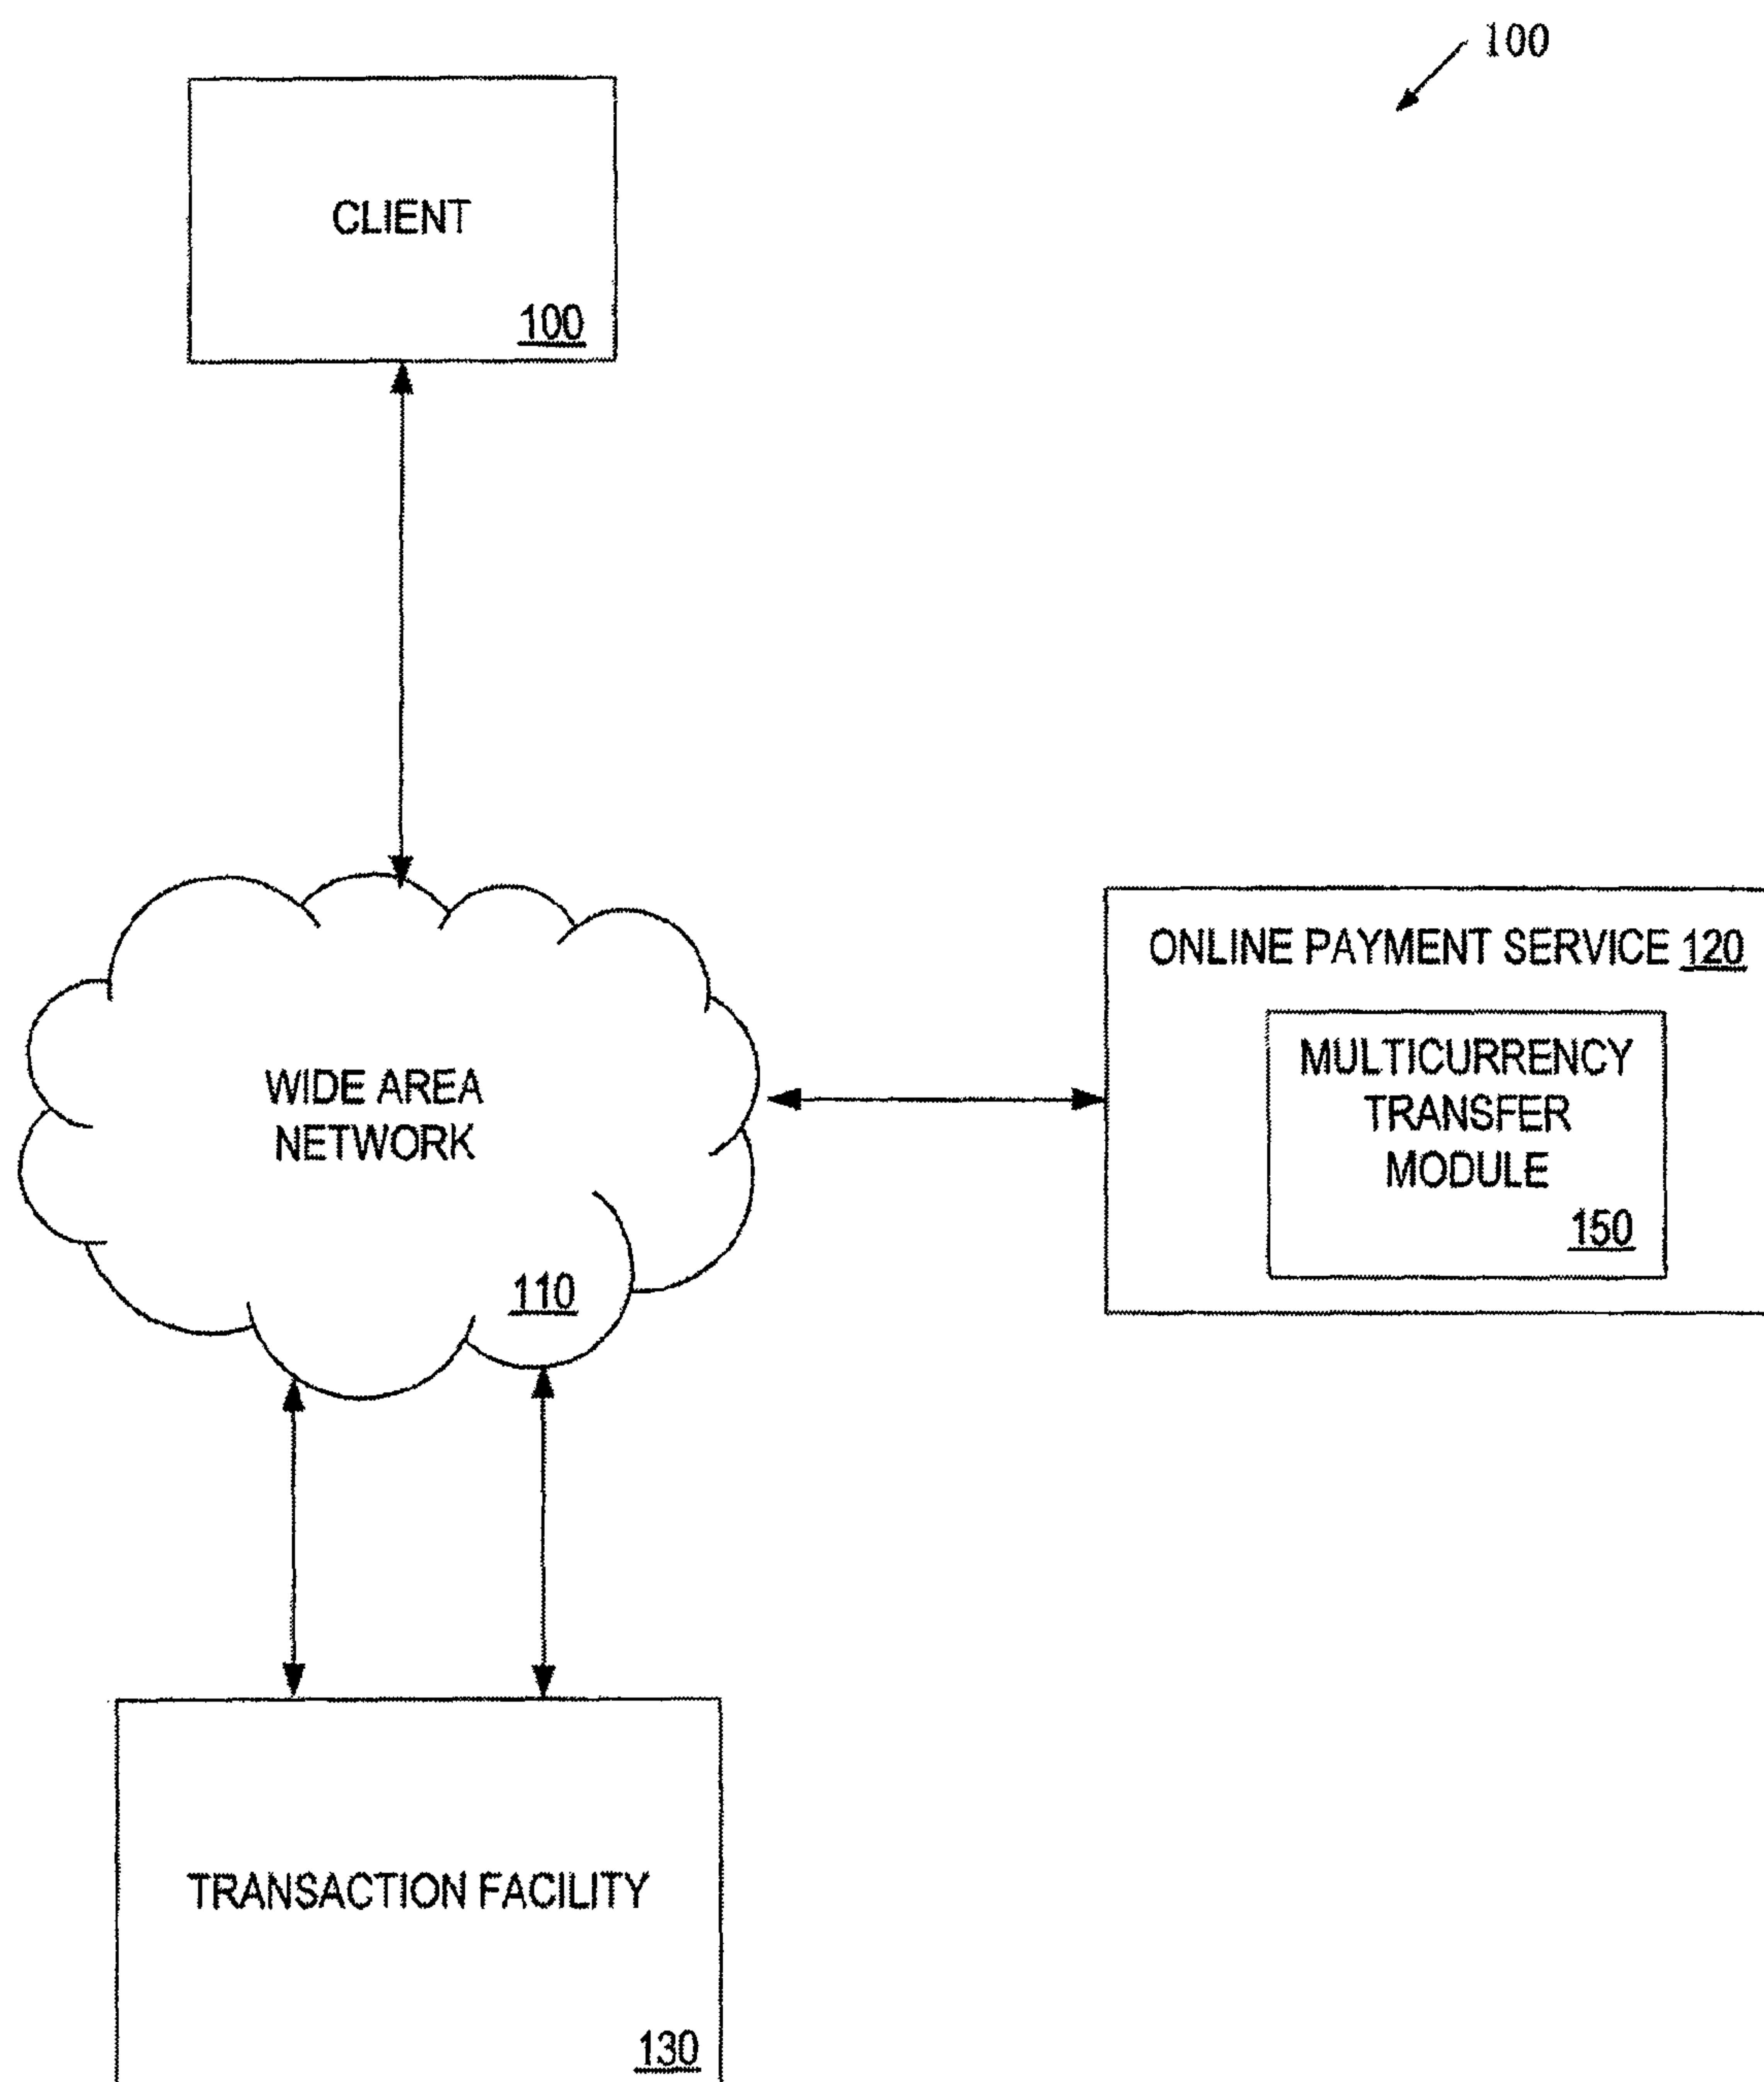 100
CLIENT
100
WIDE AREA
NETWORK
110
ONLINE PAYMENT SERVICE 120
MULTICURRENCY
TRANSFER
MODULE
150
TRANSACTION FACILITY
130